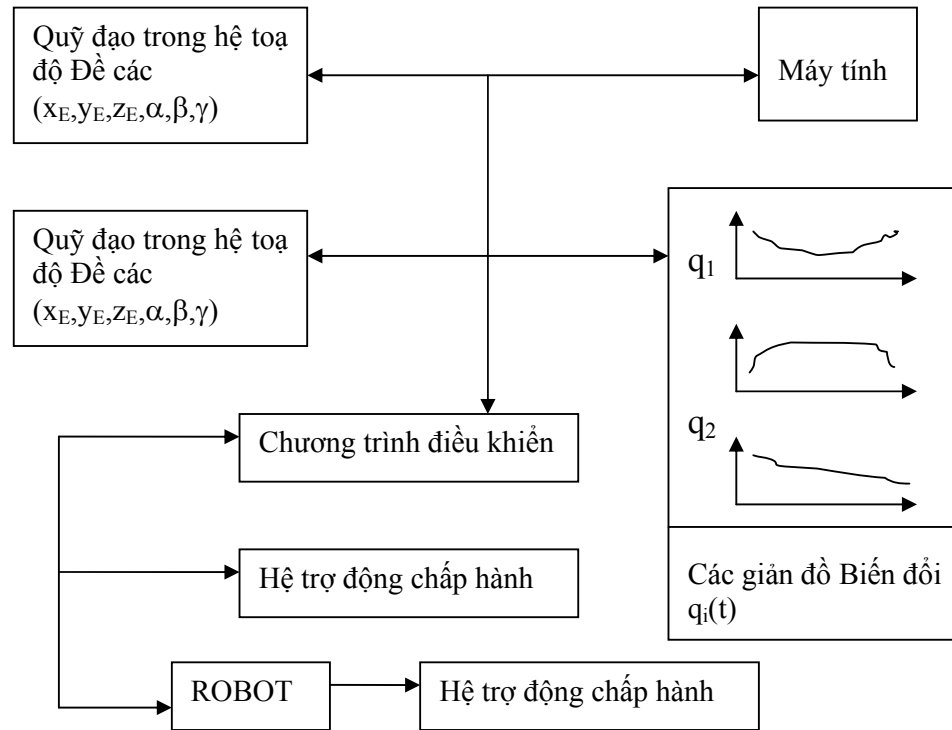 Quỹ đạo trong hệ toạ
độ Đề các
(xE,yE,zE,α,β,γ)
Máy tính
Quỹ đạo trong hệ toạ
độ Đề các
(xE,yE,zE,α,β,γ)
q1
q2
Chương trình điều khiển
Hệ trợ động chấp hành
Các giản đồ Biến đổi
qi(t)
ROBOT
Hệ trợ động chấp hành